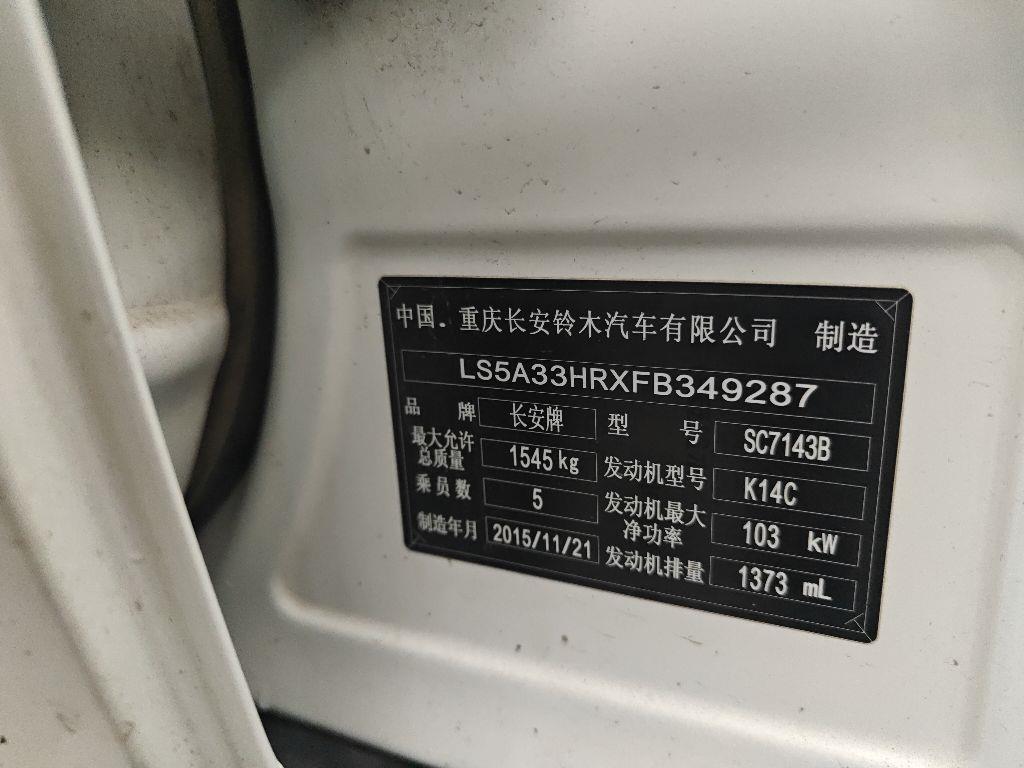 中国.重庆长安铃木汽车有限公司 制造
LS5A33HRXFB349287
品牌 长安牌 型号 SC7143B
最大允许总质量 1545kg 发动机型号 K14C
乘员数 5 发动机最大净功率 103 kW
制造年月 2015/11/21 发动机排量 1373 mL